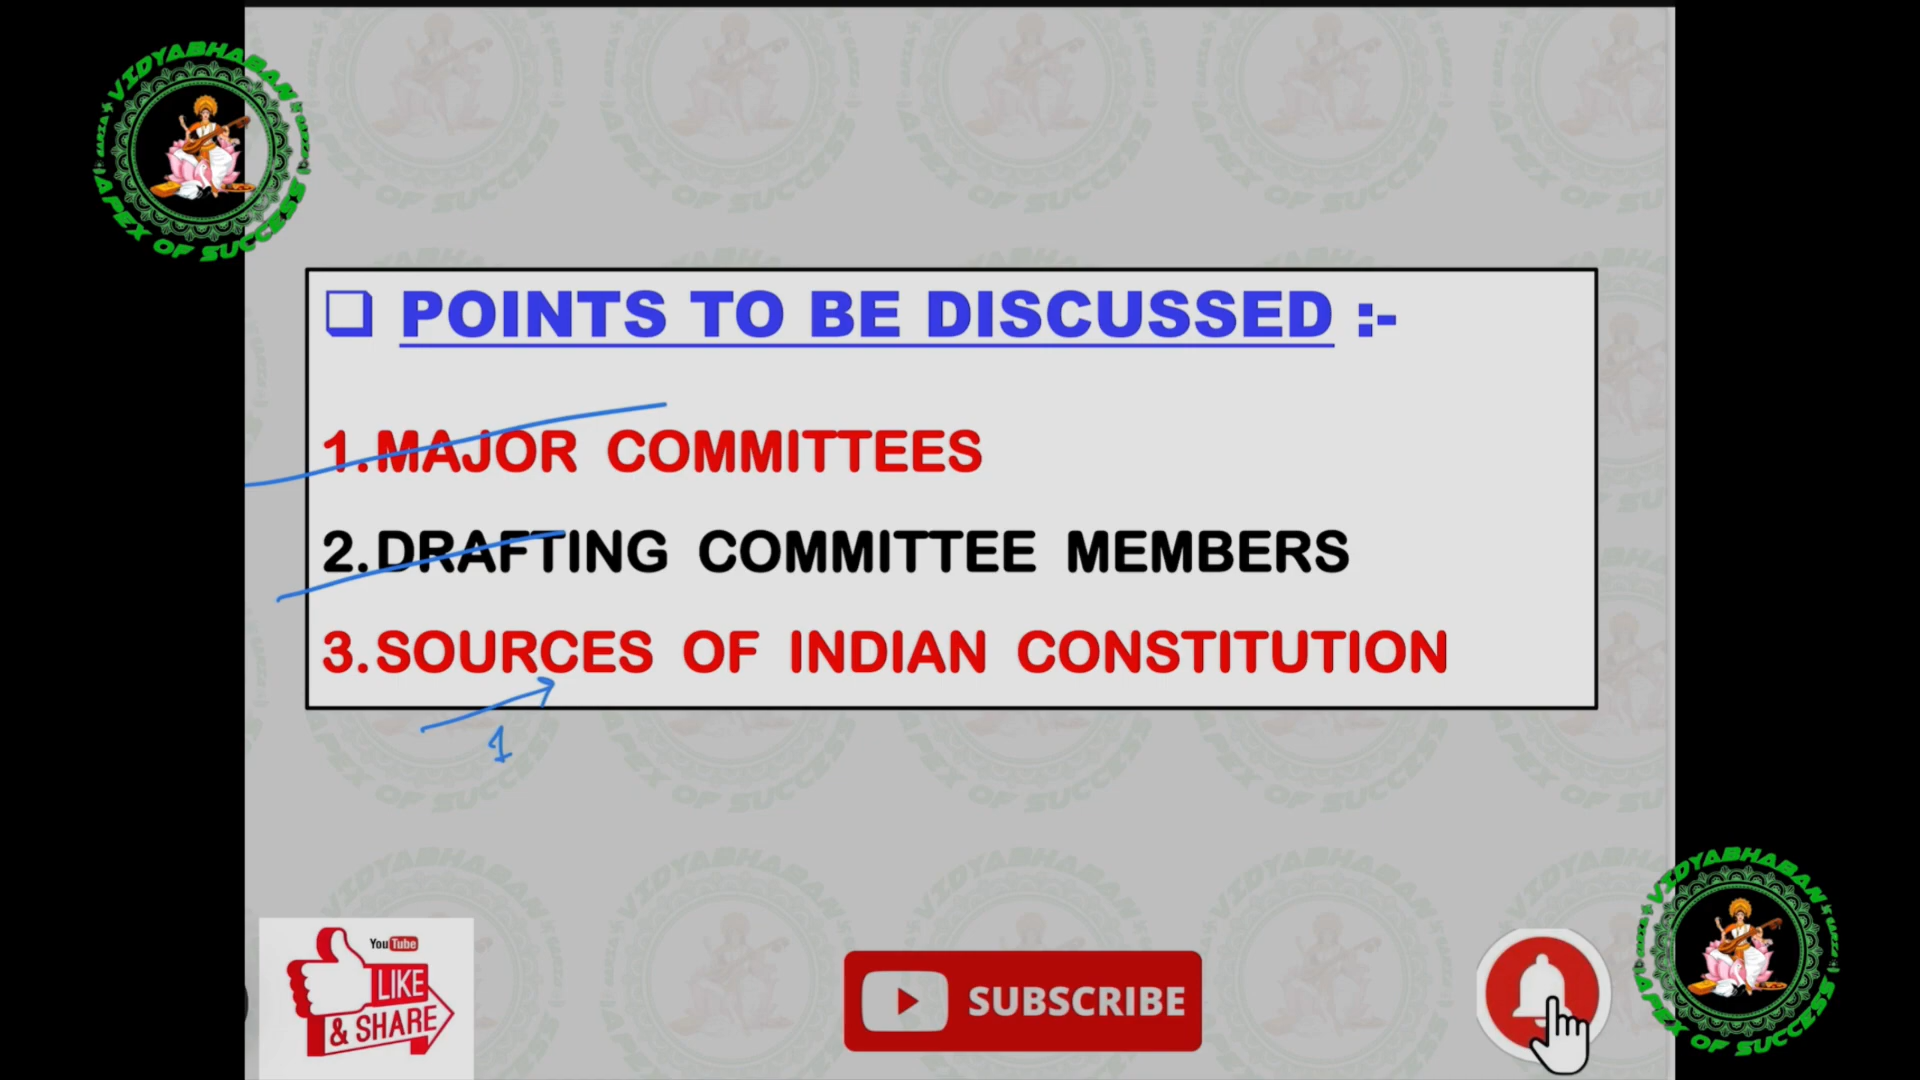 VIDYABHABAN
APEX OF SUCCESS
❑ POINTS TO BE DISCUSSED :-
1. MAJOR COMMITTEES
2. DRAFTING COMMITTEE MEMBERS
3. SOURCES OF INDIAN CONSTITUTION
1
YouTube
LIKE
& SHARE
SUBSCRIBE
VIDYABHABAN
APEX OF SUCCESS